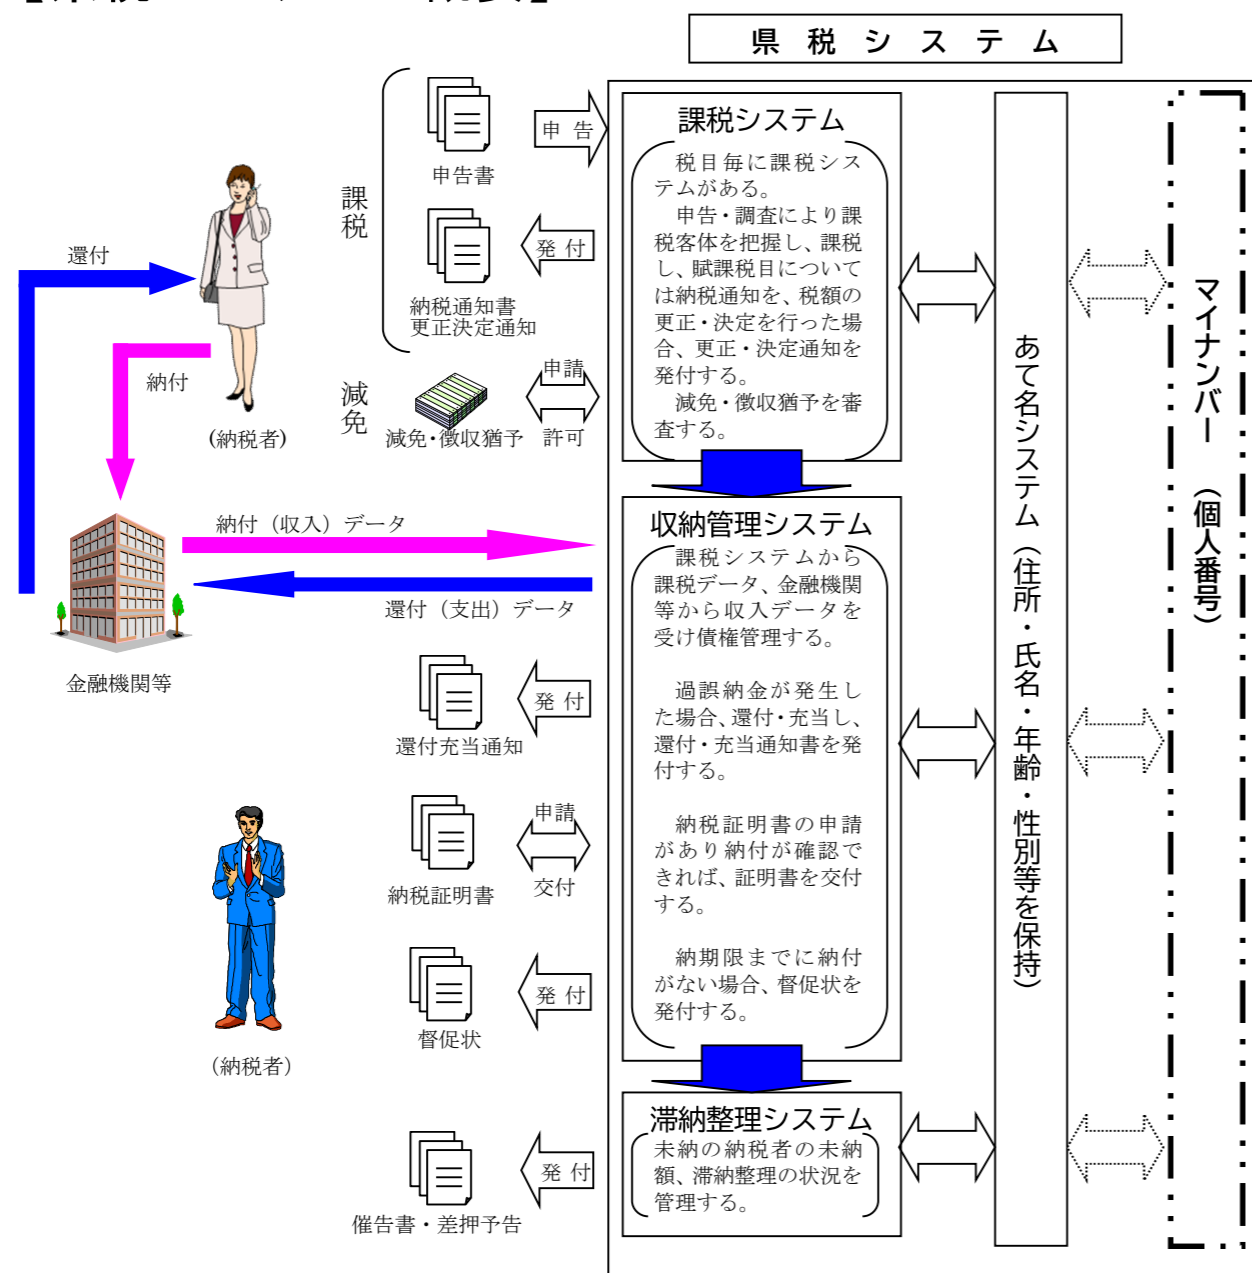 県税システム
課税
申告書
申 告
納税通知書
更正決定通知
発 付
減免
減免・徴収猶予
申請
許可
還付
納付
(納税者)
金融機関等
納付（収入）データ
還付（支出）データ
還付充当通知
発 付
納税証明書
申請
交付
督促状
発 付
(納税者)
催告書・差押予告
発 付
課税システム
税目毎に課税シス
テムがある。
申告・調査により課
税客体を把握し、課税
し、賦課税目について
は納税通知を、税額の
更正・決定を行った場
合、更正・決定通知を
発付する。
減免・徴収猶予を審
査する。
収納管理システム
課税システムから
課税データ、金融機関
等から収入データを
受け債権管理する。
過誤納金が発生し
た場合、還付・充当し、
還付・充当通知書を発
付する。
納税証明書の申請
があり納付が確認で
きれば、証明書を交付
する。
納期限までに納付
がない場合、督促状を
発付する。
滞納整理システム
未納の納税者の未納
額、滞納整理の状況を
管理する。
あて名システム（住所・氏名・年齢・性別等を保持）
マイナンバー　（個人番号）